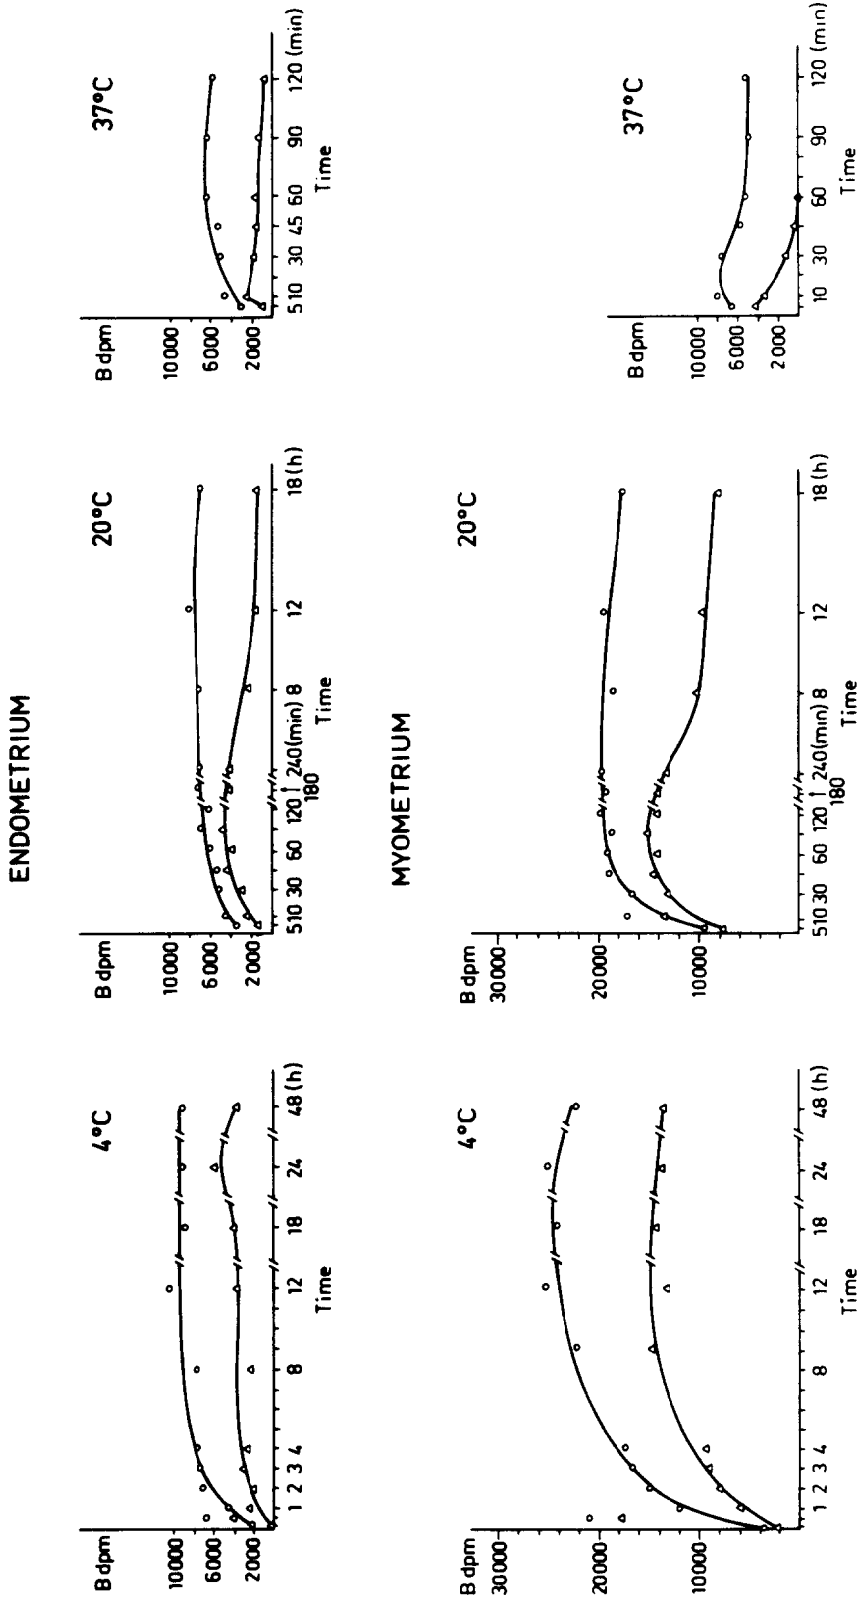 ENDOMETRIUM
4°C
B dpm
10000
6000
2000
1 2 3 4 8 12 18 24 48 (h)
Time
20°C
B dpm
10000
6000
2000
5 10 30 60 120 180 240(min) 8 12 18 (h)
Time
37°C
B dpm
10000
6000
2000
5 10 30 45 60 90 120 (min)
Time
MYOMETRIUM
4°C
B dpm
30000
20000
10000
1 2 3 4 8 12 18 24 48 (h)
Time
20°C
B dpm
30000
20000
10000
5 10 30 60 120 180 240(min) 8 12 18 (h)
Time
37°C
B dpm
10000
6000
2000
10 30 60 90 120 (min)
Time